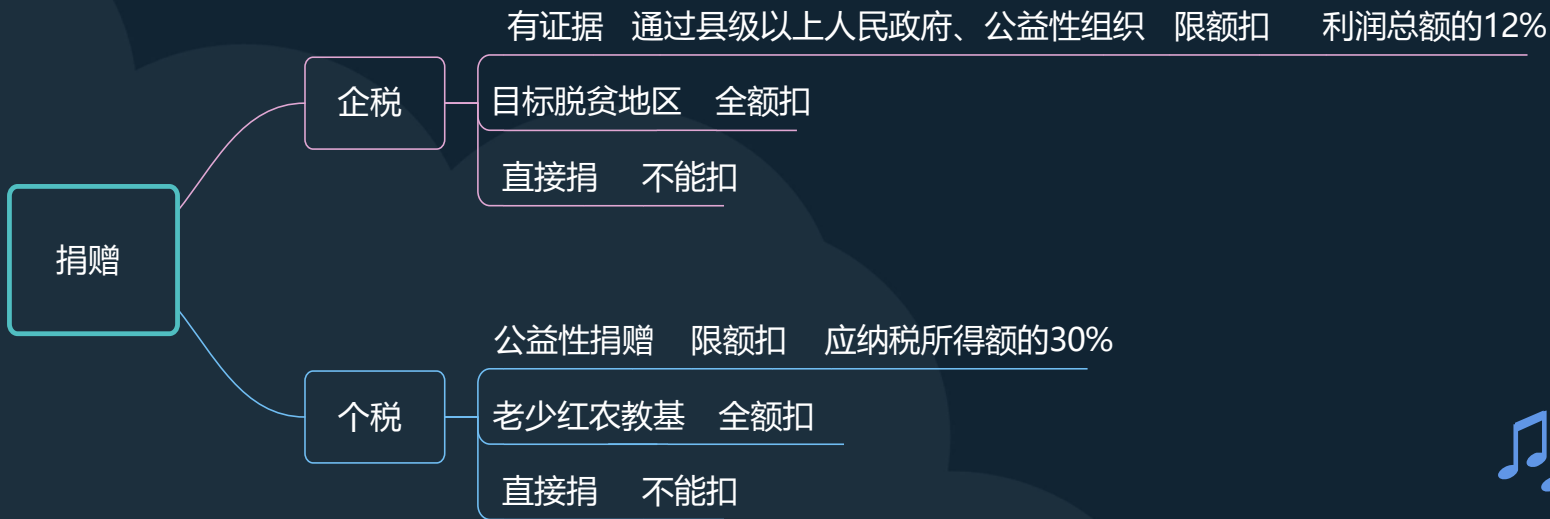 有证据 通过县级以上人民政府、公益性组织 限额扣 利润总额的12%
企税
目标脱贫地区 全额扣
直接捐 不能扣
捐赠
公益性捐赠 限额扣 应纳税所得额的30%
个税
老少红农教基 全额扣
直接捐 不能扣